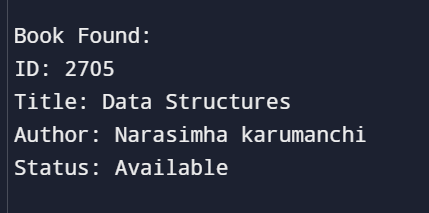 Book Found:
ID: 2705
Title: Data Structures
Author: Narasimha karumanchi
Status: Available